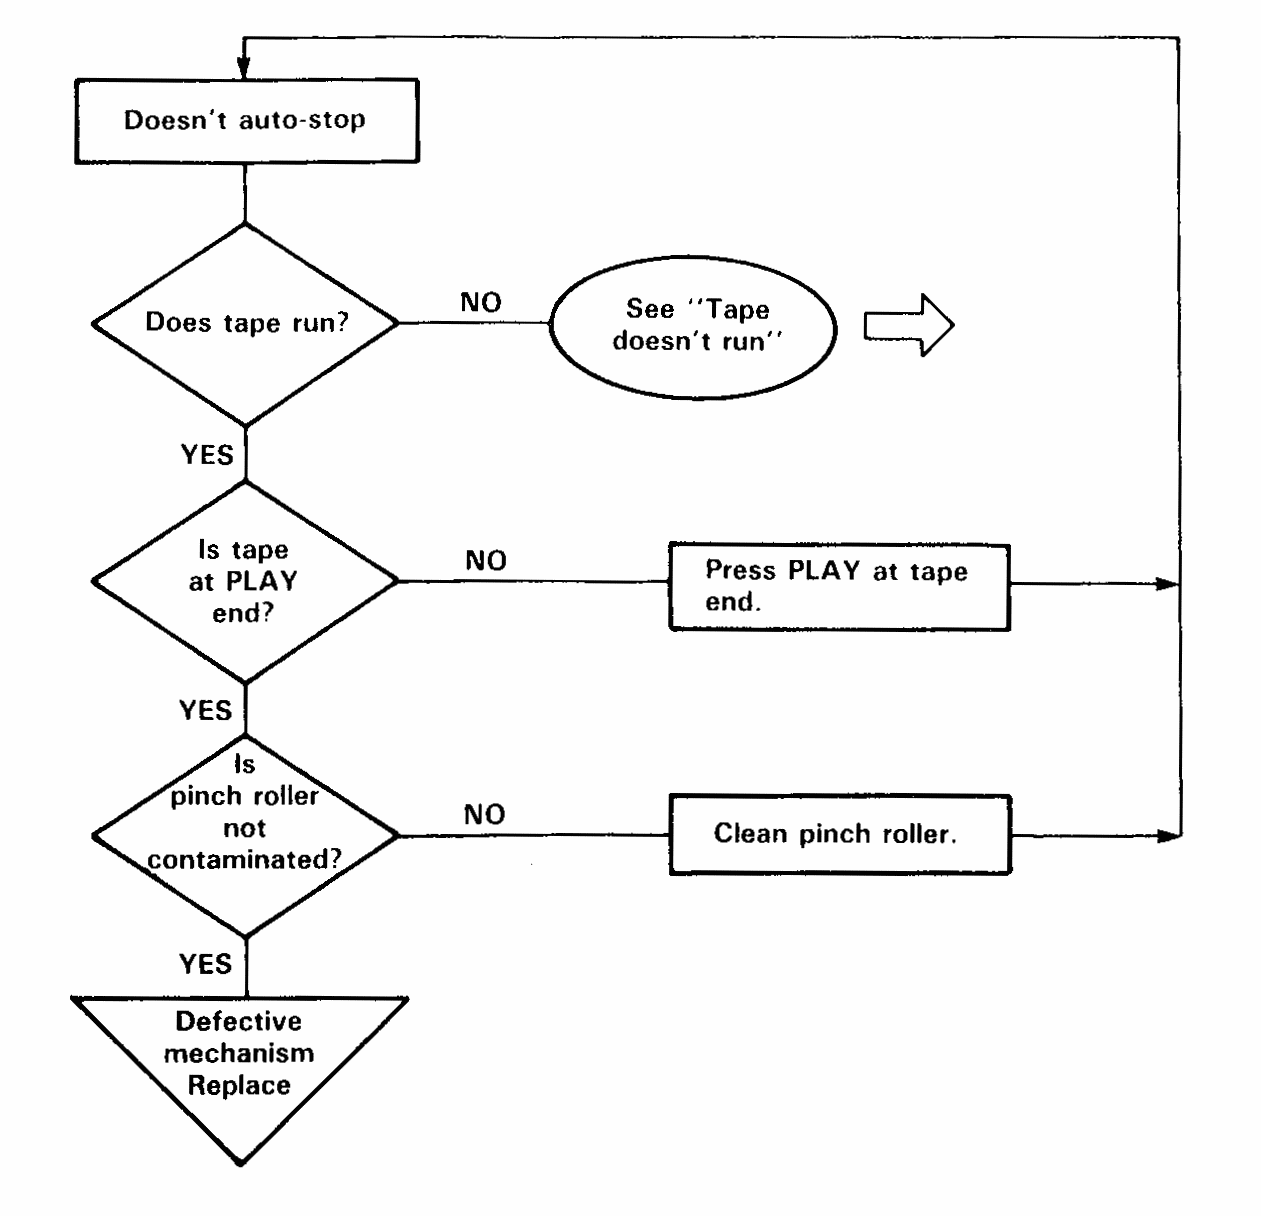 Doesn't auto-stop
Does tape run?
NO
See "Tape
doesn't run"
YES
Is tape
at PLAY
end?
NO
Press PLAY at tape
end.
YES
Is
pinch roller
not
contaminated?
NO
Clean pinch roller.
YES
Defective
mechanism
Replace